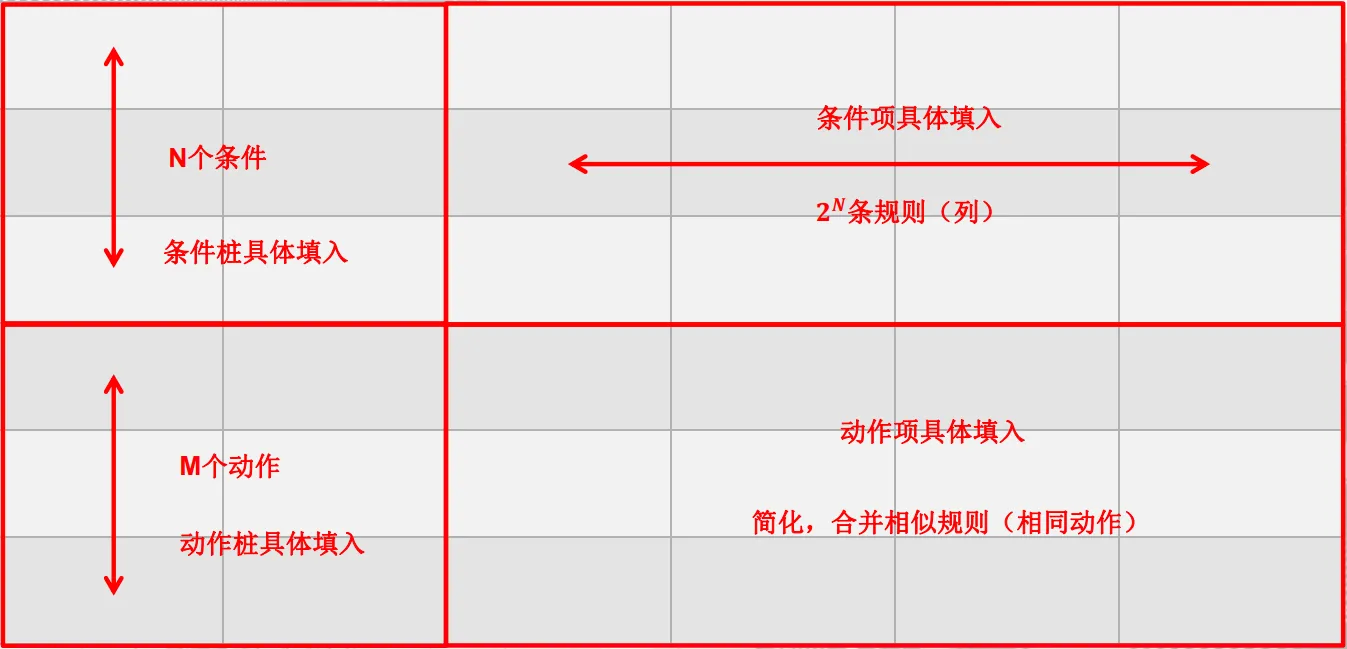 N个条件
条件桩具体填入
条件项具体填入
2^N条规则（列）
M个动作
动作桩具体填入
动作项具体填入
简化，合并相似规则（相同动作）